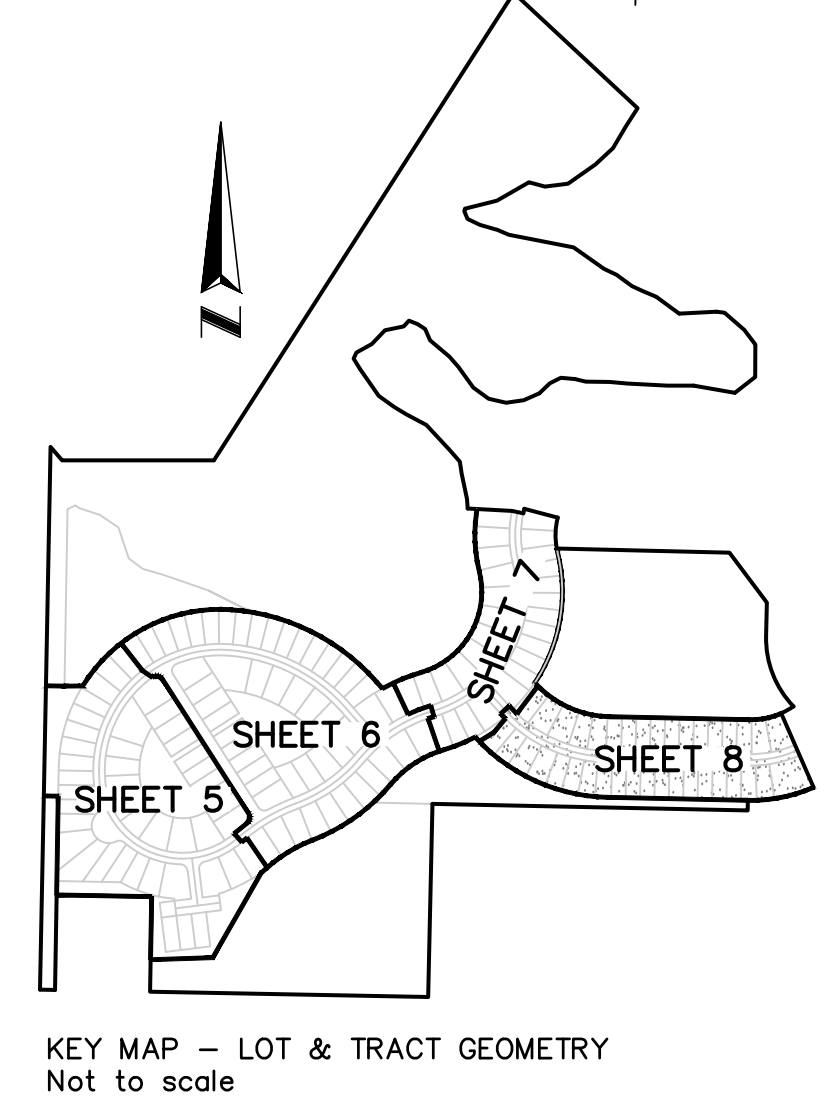 N
SHEET 7
SHEET 6
SHEET 8
SHEET 5
KEY MAP – LOT & TRACT GEOMETRY
Not to scale